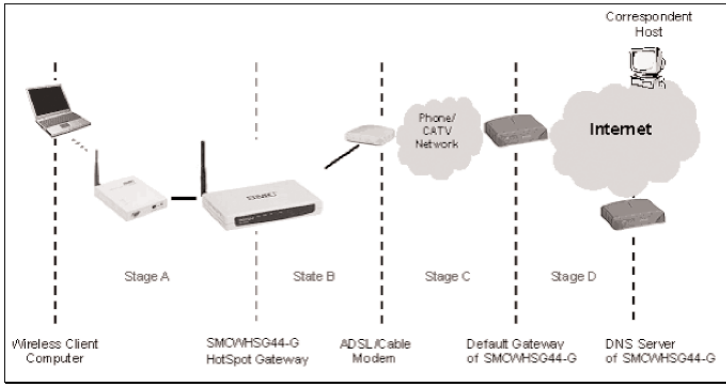 Correspondent
Host
Phone/
CATV
Network
Internet
SMC
Stage A
State B
Stage C
Stage D
Wireless Client
Computer
SMCWHSG44-G
HotSpot Gateway
ADSL/Cable
Modem
Default Gateway
of SMCWHSG44-G
DNS Server
of SMCWHSG44-G